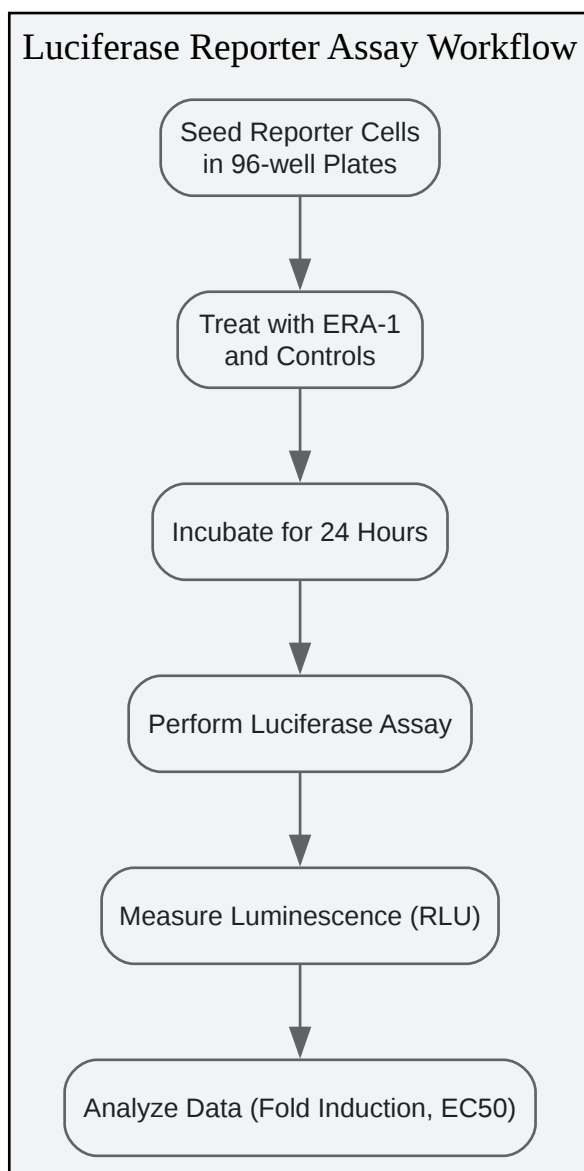 Luciferase Reporter Assay Workflow
Seed Reporter Cells
in 96-well Plates
Treat with ERA-1
and Controls
Incubate for 24 Hours
Perform Luciferase Assay
Measure Luminescence (RLU)
Analyze Data (Fold Induction, EC50)